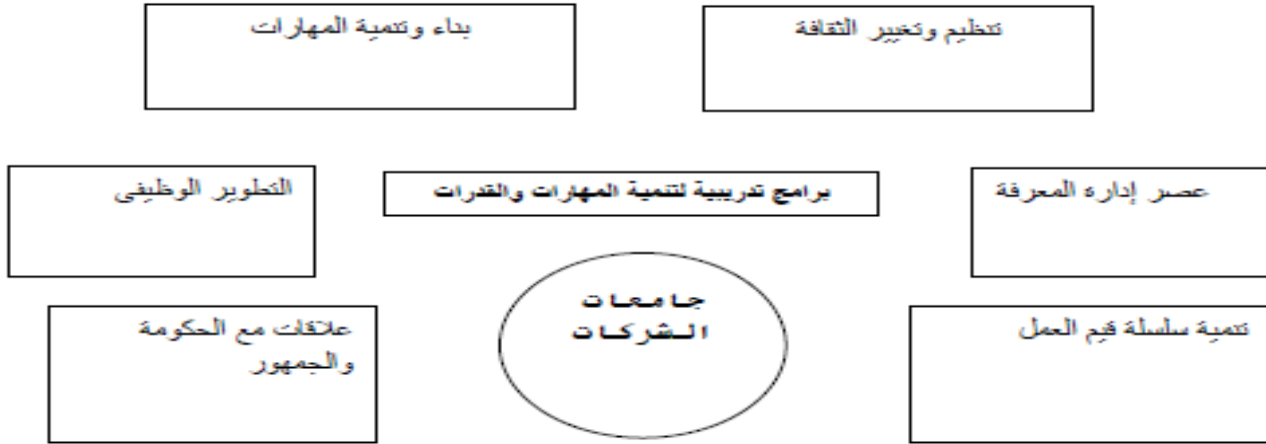 تنظيم وتغيير الثقافة
بناء وتنمية المهارات
عصر إداره المعرفة
برامج تدريبية لتنمية المهارات والقدرات
التطوير الوظيفى
جامعات
الشركات
تنمية سلسلة قيم العمل
علاقات مع الحكومة
والجمهور